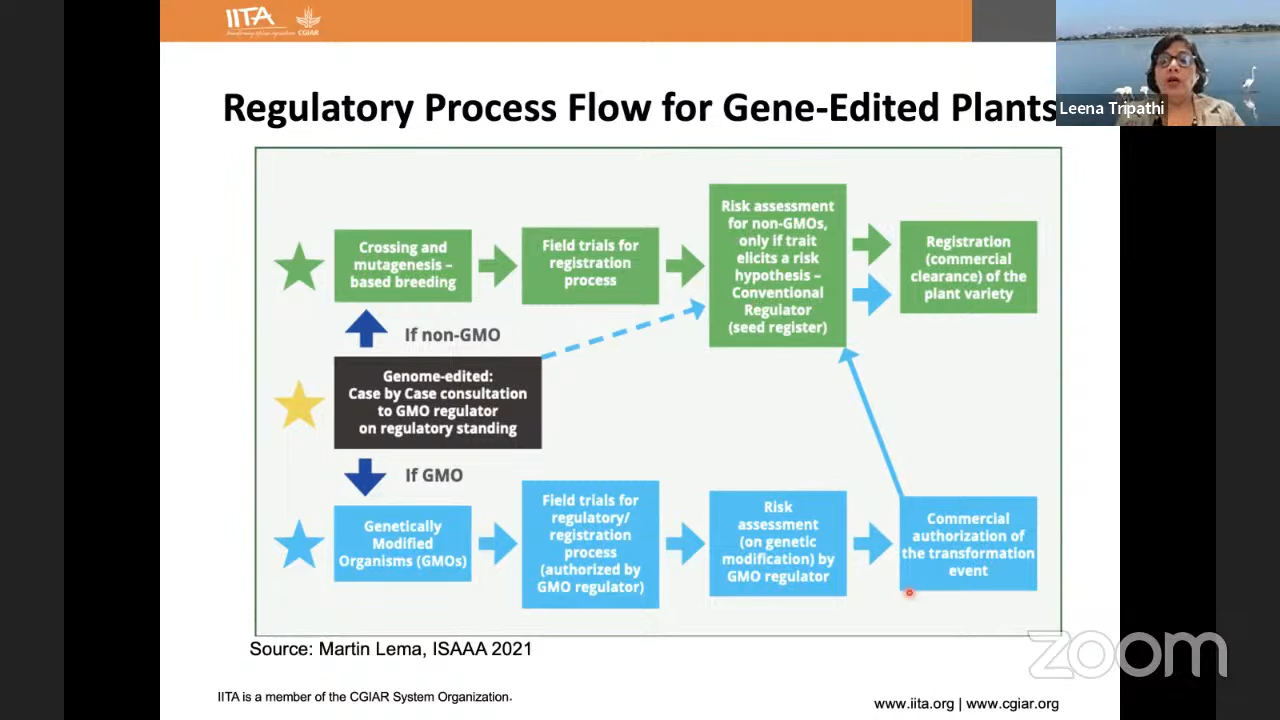 IITA
Transforming African Agriculture
CGIAR
Leena Tripathi
Regulatory Process Flow for Gene-Edited Plants
Crossing and
mutagenesis –
based breeding
Field trials for
registration
process
Risk assessment
for non-GMOs,
only if trait
elicits a risk
hypothesis –
Conventional
Regulator
(seed register)
Registration
(commercial
clearance) of the
plant variety
If non-GMO
Genome-edited:
Case by Case consultation
to GMO regulator
on regulatory standing
If GMO
Genetically
Modified
Organisms (GMOs)
Field trials for
regulatory/
registration
process
(authorized by
GMO regulator)
Risk
assessment
(on genetic
modification) by
GMO regulator
Commercial
authorization of
the transformation
event
Source: Martin Lema, ISAAA 2021
zoom
IITA is a member of the CGIAR System Organization.
www.iita.org | www.cgiar.org